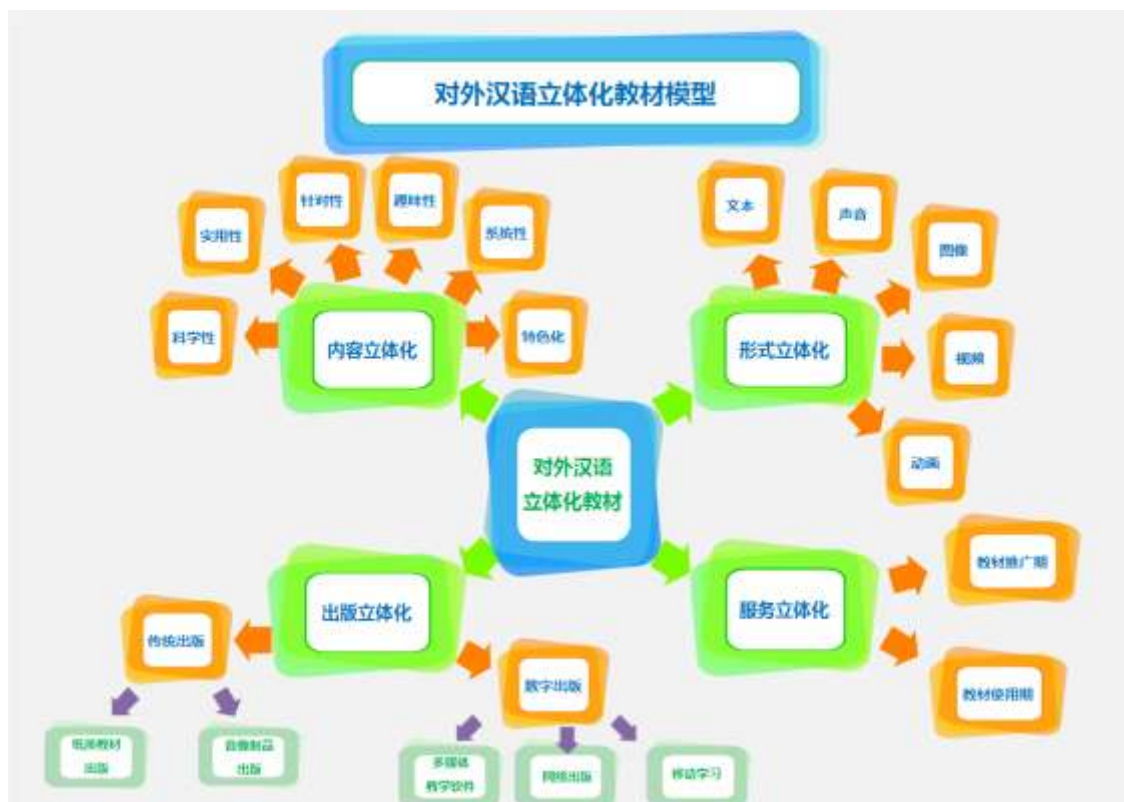 对外汉语立体化教材模型
实用性
针对性
趣味性
系统性
科学性
内容立体化
特色化
文本
声音
图像
形式立体化
视频
动画
对外汉语
立体化教材
出版立体化
传统出版
数字出版
纸质教材
出版
音像制品
出版
多媒体
教学软件
网络出版
移动学习
服务立体化
教材推广期
教材使用期